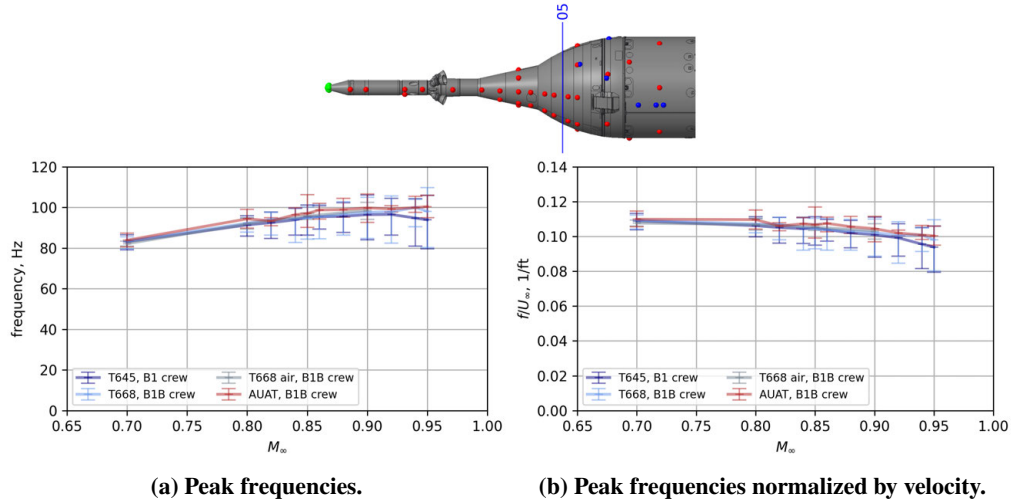 05
120
100
80
60
40
20
0
frequency, Hz
T645, B1 crew
T668, B1B crew
T668 air, B1B crew
AUAT, B1B crew
0.65 0.70 0.75 0.80 0.85 0.90 0.95 1.00
M∞
(a) Peak frequencies.
0.14
0.12
0.10
0.08
0.06
0.04
0.02
0.00
f/U∞, 1/ft
T645, B1 crew
T668, B1B crew
T668 air, B1B crew
AUAT, B1B crew
0.65 0.70 0.75 0.80 0.85 0.90 0.95 1.00
M∞
(b) Peak frequencies normalized by velocity.